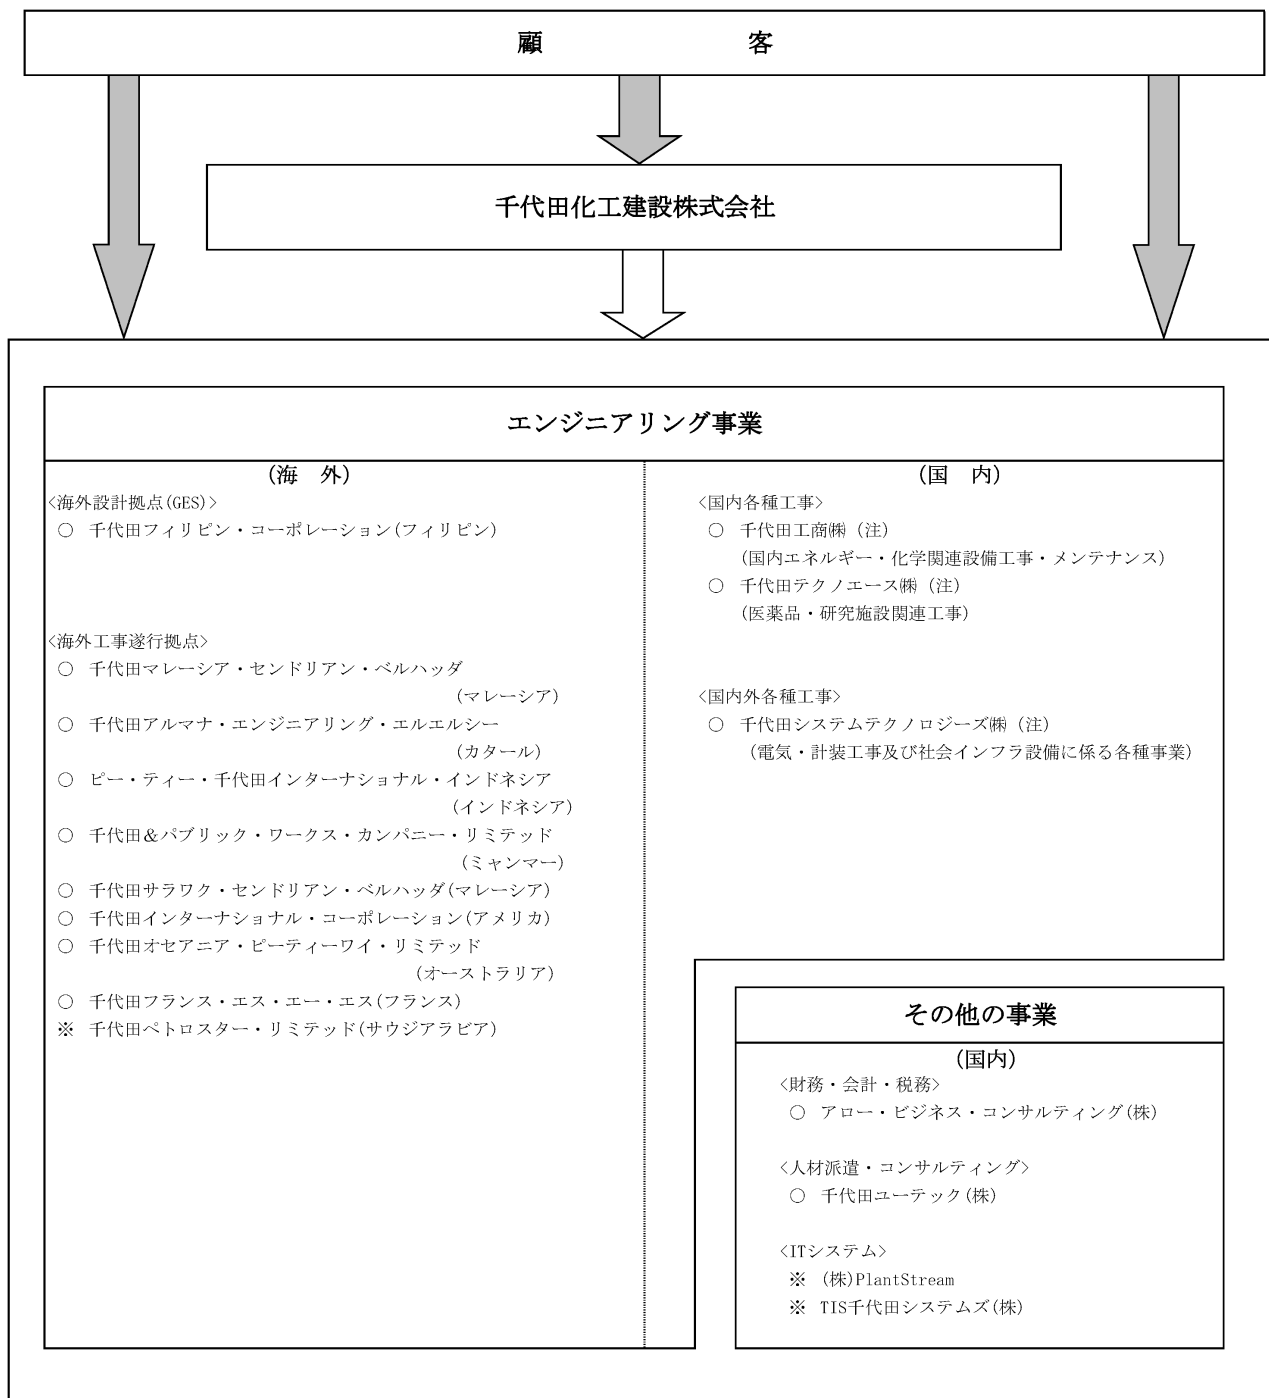 顧　　　　客
千代田化工建設株式会社
エンジニアリング事業
(海　外)
<海外設計拠点(GES)>
○ 千代田フィリピン・コーポレーション(フィリピン)
<海外工事遂行拠点>
○ 千代田マレーシア・センドリアン・ベルハッダ
(マレーシア)
○ 千代田アルマナ・エンジニアリング・エルエルシー
(カタール)
○ ピー・ティー・千代田インターナショナル・インドネシア
(インドネシア)
○ 千代田＆パブリック・ワークス・カンパニー・リミテッド
(ミャンマー)
○ 千代田サラワク・センドリアン・ベルハッダ(マレーシア)
○ 千代田インターナショナル・コーポレーション(アメリカ)
○ 千代田オセアニア・ピーティーワイ・リミテッド
(オーストラリア)
○ 千代田フランス・エス・エー・エス(フランス)
※ 千代田ペトロスター・リミテッド(サウジアラビア)
(国　内)
<国内各種工事>
○ 千代田工商㈱（注）
(国内エネルギー・化学関連設備工事・メンテナンス)
○ 千代田テクノエース㈱（注）
(医薬品・研究施設関連工事)
<国内外各種工事>
○ 千代田システムテクノロジーズ㈱（注）
(電気・計装工事及び社会インフラ設備に係る各種事業)
その他の事業
(国内)
<財務・会計・税務>
○ アロー・ビジネス・コンサルティング(株)
<人材派遣・コンサルティング>
○ 千代田ユーテック(株)
<ITシステム>
※ (株)PlantStream
※ TIS千代田システムズ(株)